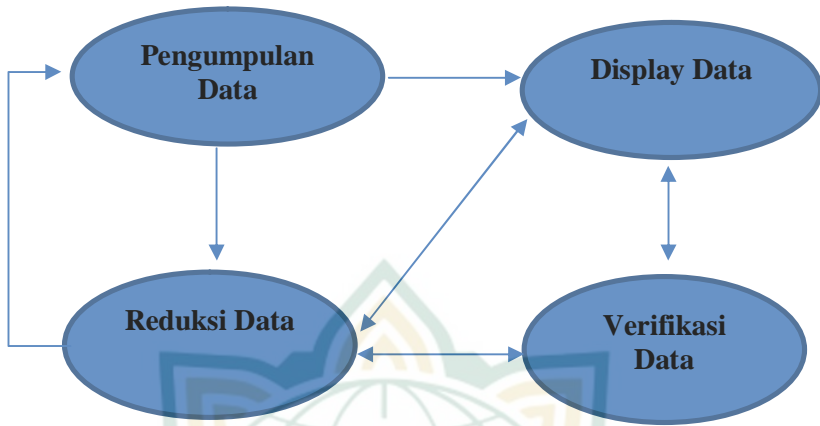 Pengumpulan
Data
Display Data
Reduksi Data
Verifikasi
Data